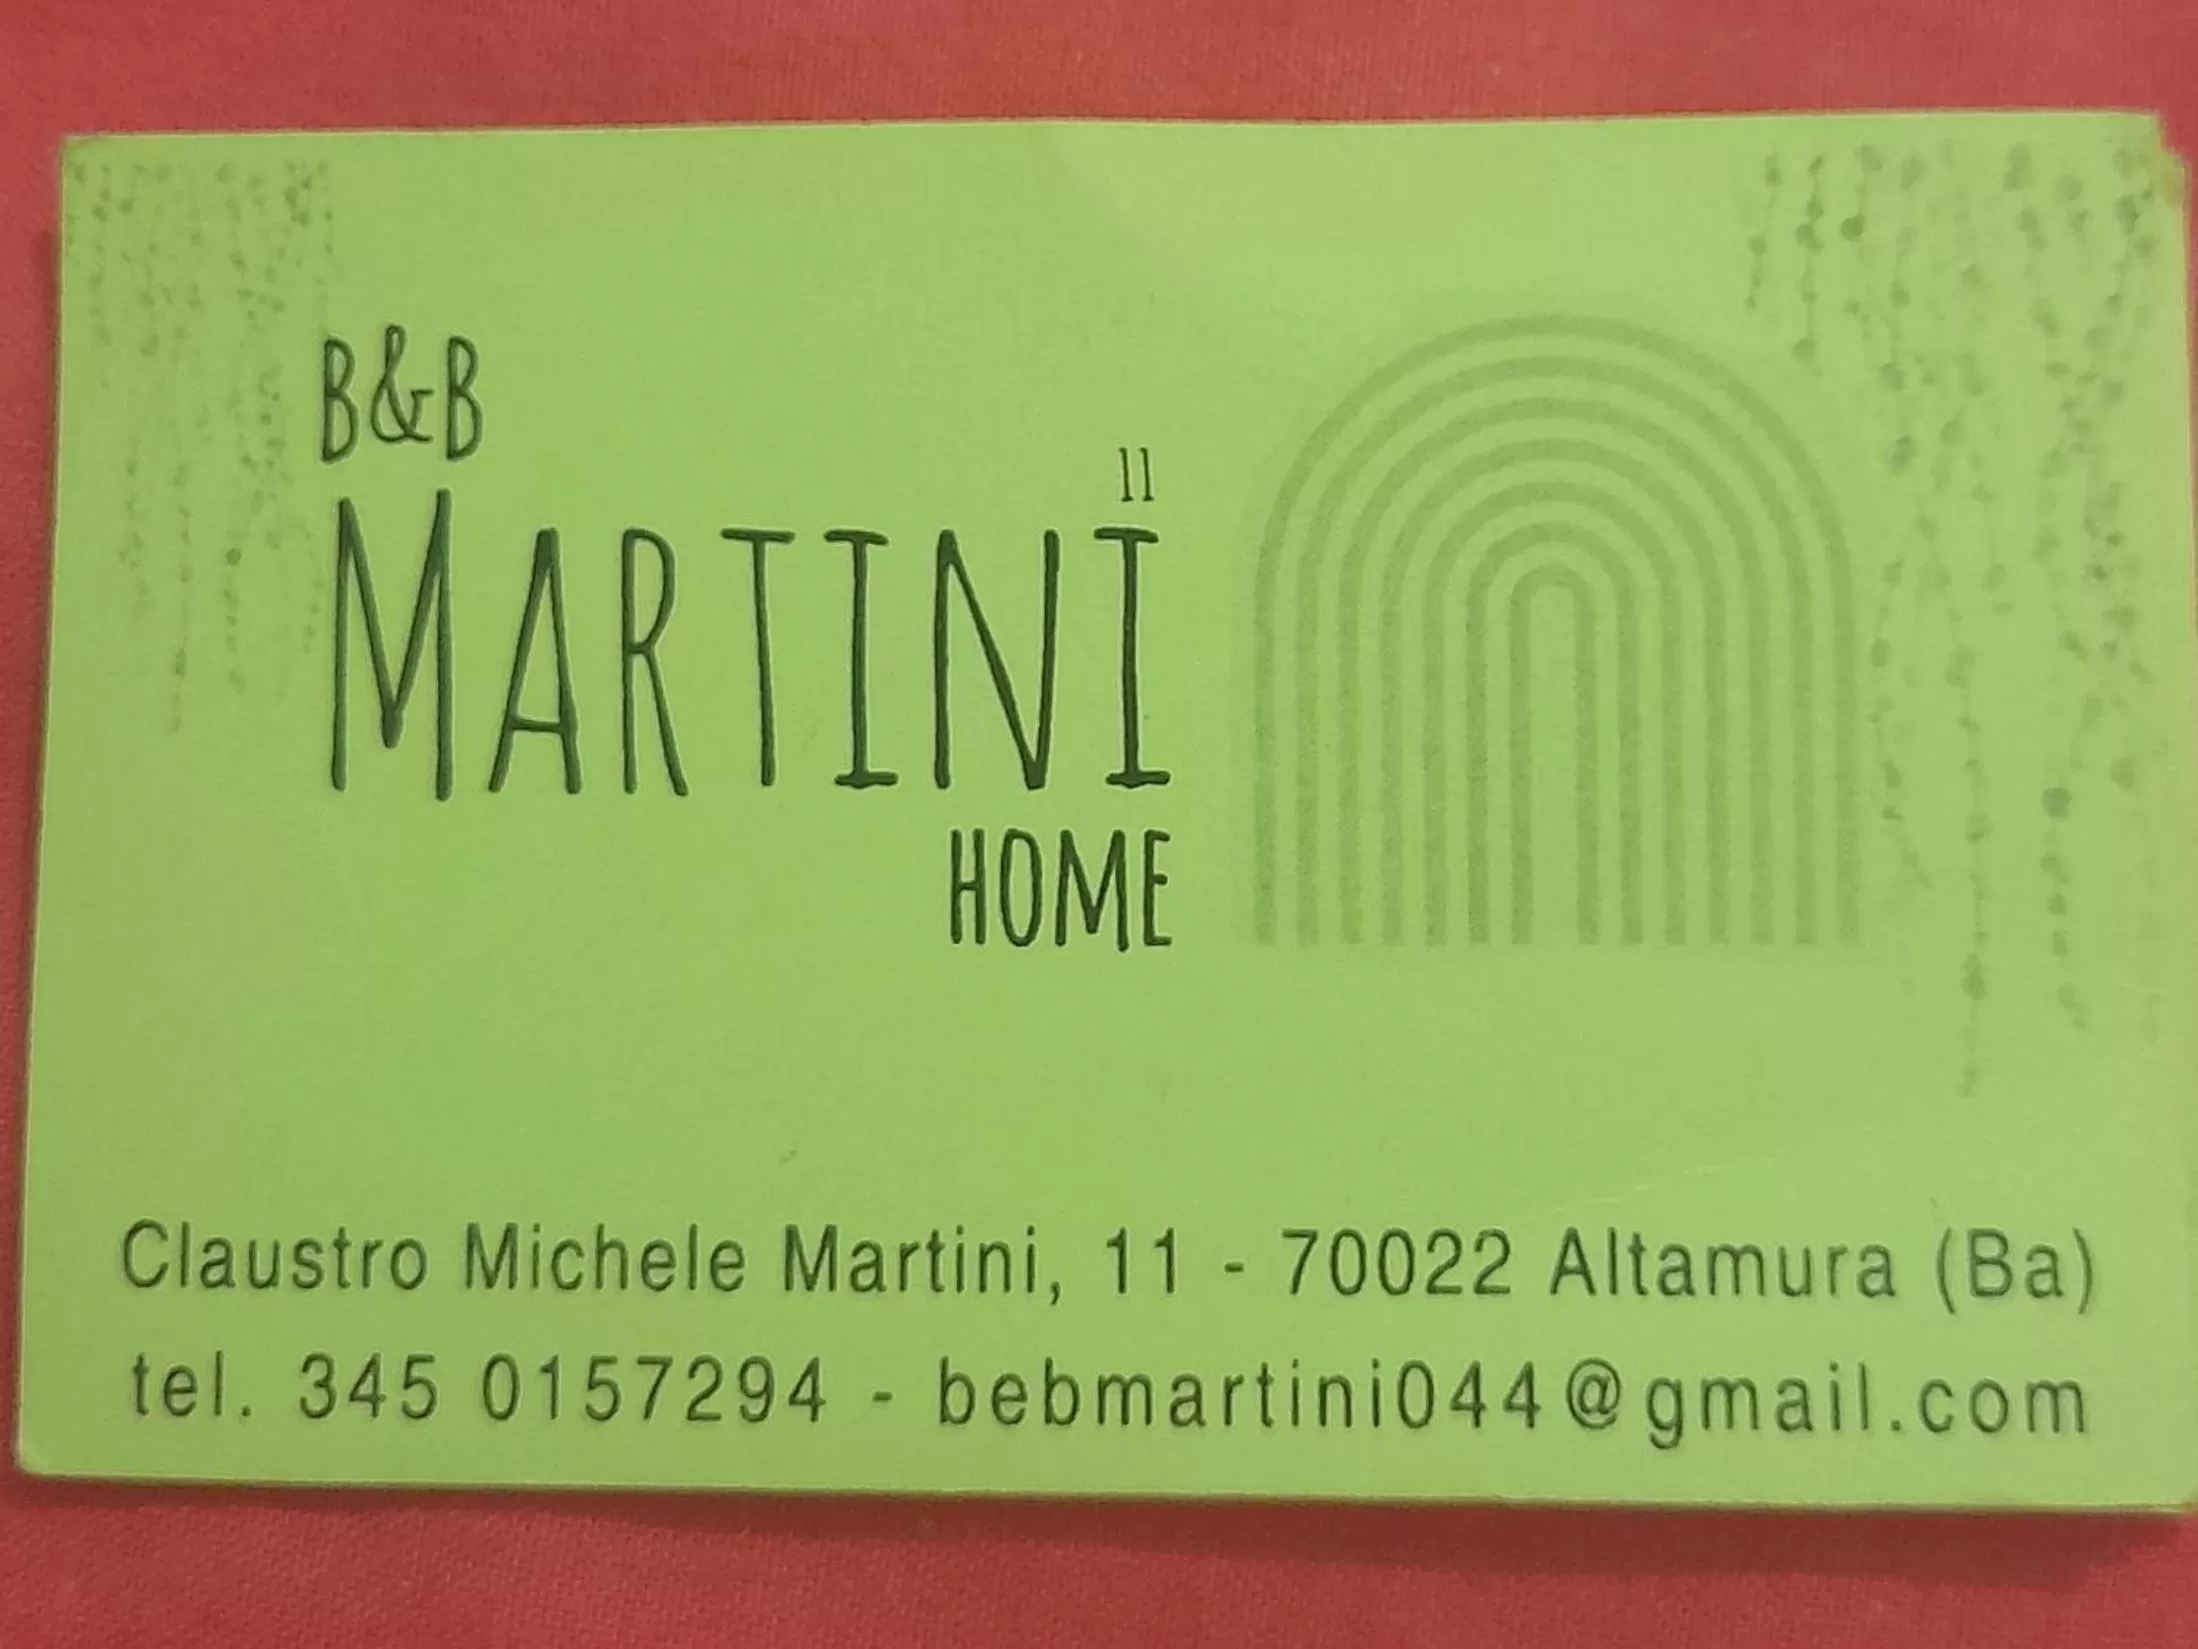 B&B
11
MARTINI
HOME
Claustro Michele Martini, 11 - 70022 Altamura (Ba)
tel. 345 0157294 - bebmartini044@gmail.com